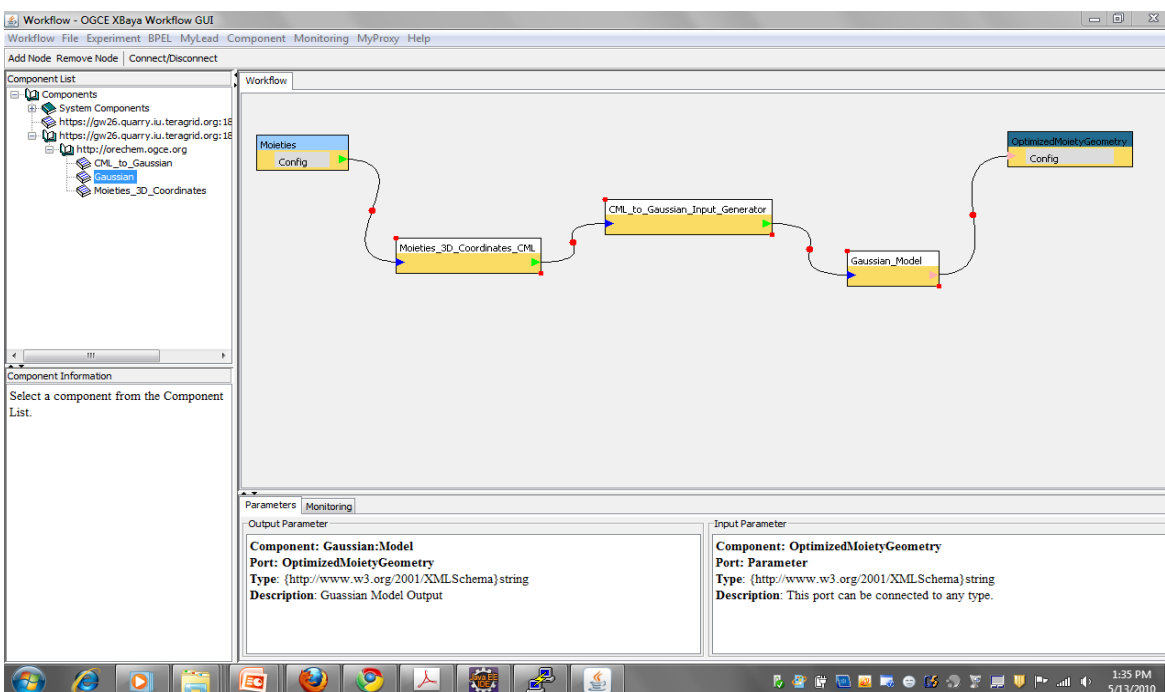 Workflow - OGCE XBaya Workflow GUI
Workflow File Experiment BPEL MyLead Component Monitoring MyProxy Help
Add Node Remove Node Connect/Disconnect
Component List
Components
System Components
https://gw26.quarry.iu.teragrid.org:18
https://gw26.quarry.iu.teragrid.org:18
http://orechem.ogce.org
CML_to_Gaussian
Gaussian
Moieties_3D_Coordinates
Component Information
Select a component from the Component
List.
Workflow
Moieties
Config
Moieties_3D_Coordinates_CML
CML_to_Gaussian_Input_Generator
Gaussian_Model
OptimizedMoietyGeometry
Config
Parameters Monitoring
Output Parameter
Component: Gaussian:Model
Port: OptimizedMoietyGeometry
Type: {http://www.w3.org/2001/XMLSchema}string
Description: Guassian Model Output
Input Parameter
Component: OptimizedMoietyGeometry
Port: Parameter
Type: {http://www.w3.org/2001/XMLSchema}string
Description: This port can be connected to any type.
Java EE
IDE
1:35 PM
5/13/2010